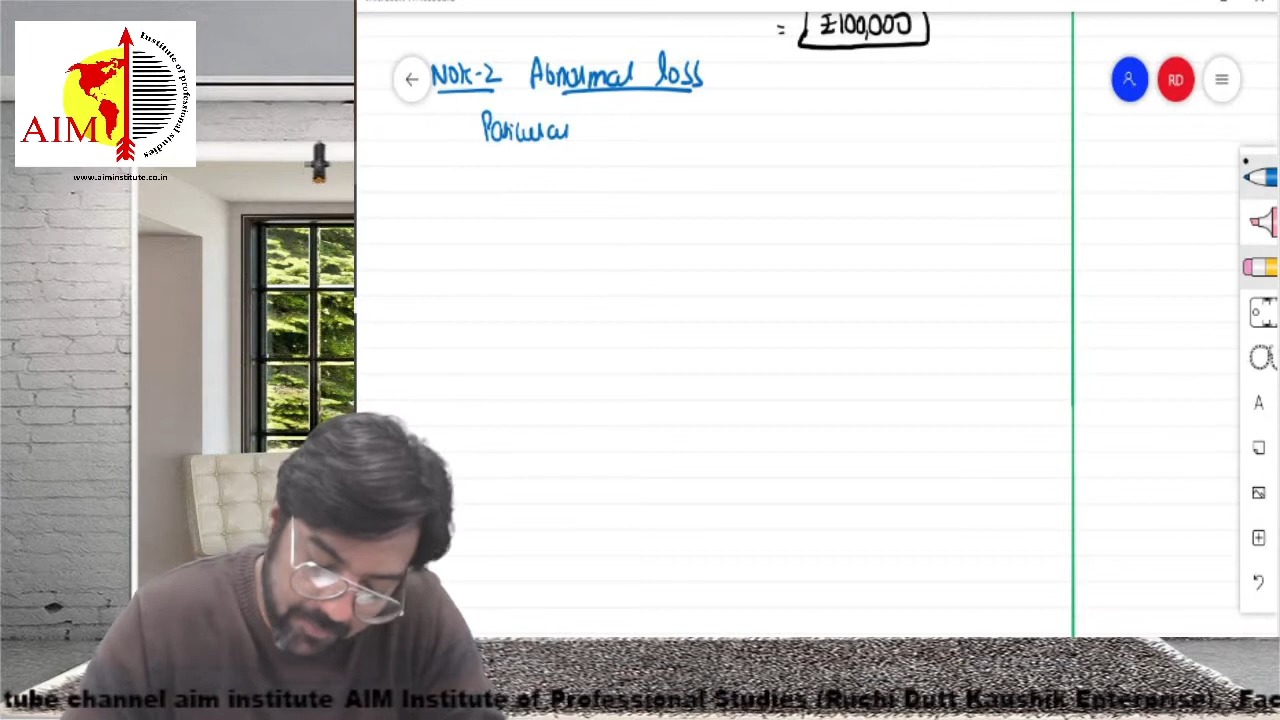 = ₹100,000
Note-2 Abnormal loss
Particular
RD
A
AIM
Institute of professional studies
www.aiminstitute.co.in
tube channel aim institute AIM Institute of Professional Studies (Ruchi Dutt Kaushik Enterprise). Fac